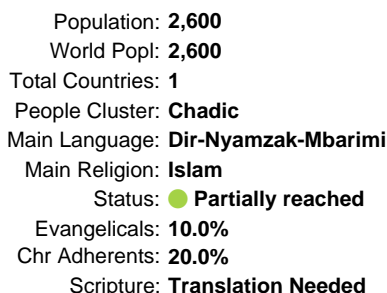 Population: 2,600
World Popl: 2,600
Total Countries: 1
People Cluster: Chadic
Main Language: Dir-Nyamzak-Mbarimi
Main Religion: Islam
Status: Partially reached
Evangelicals: 10.0%
Chr Adherents: 20.0%
Scripture: Translation Needed